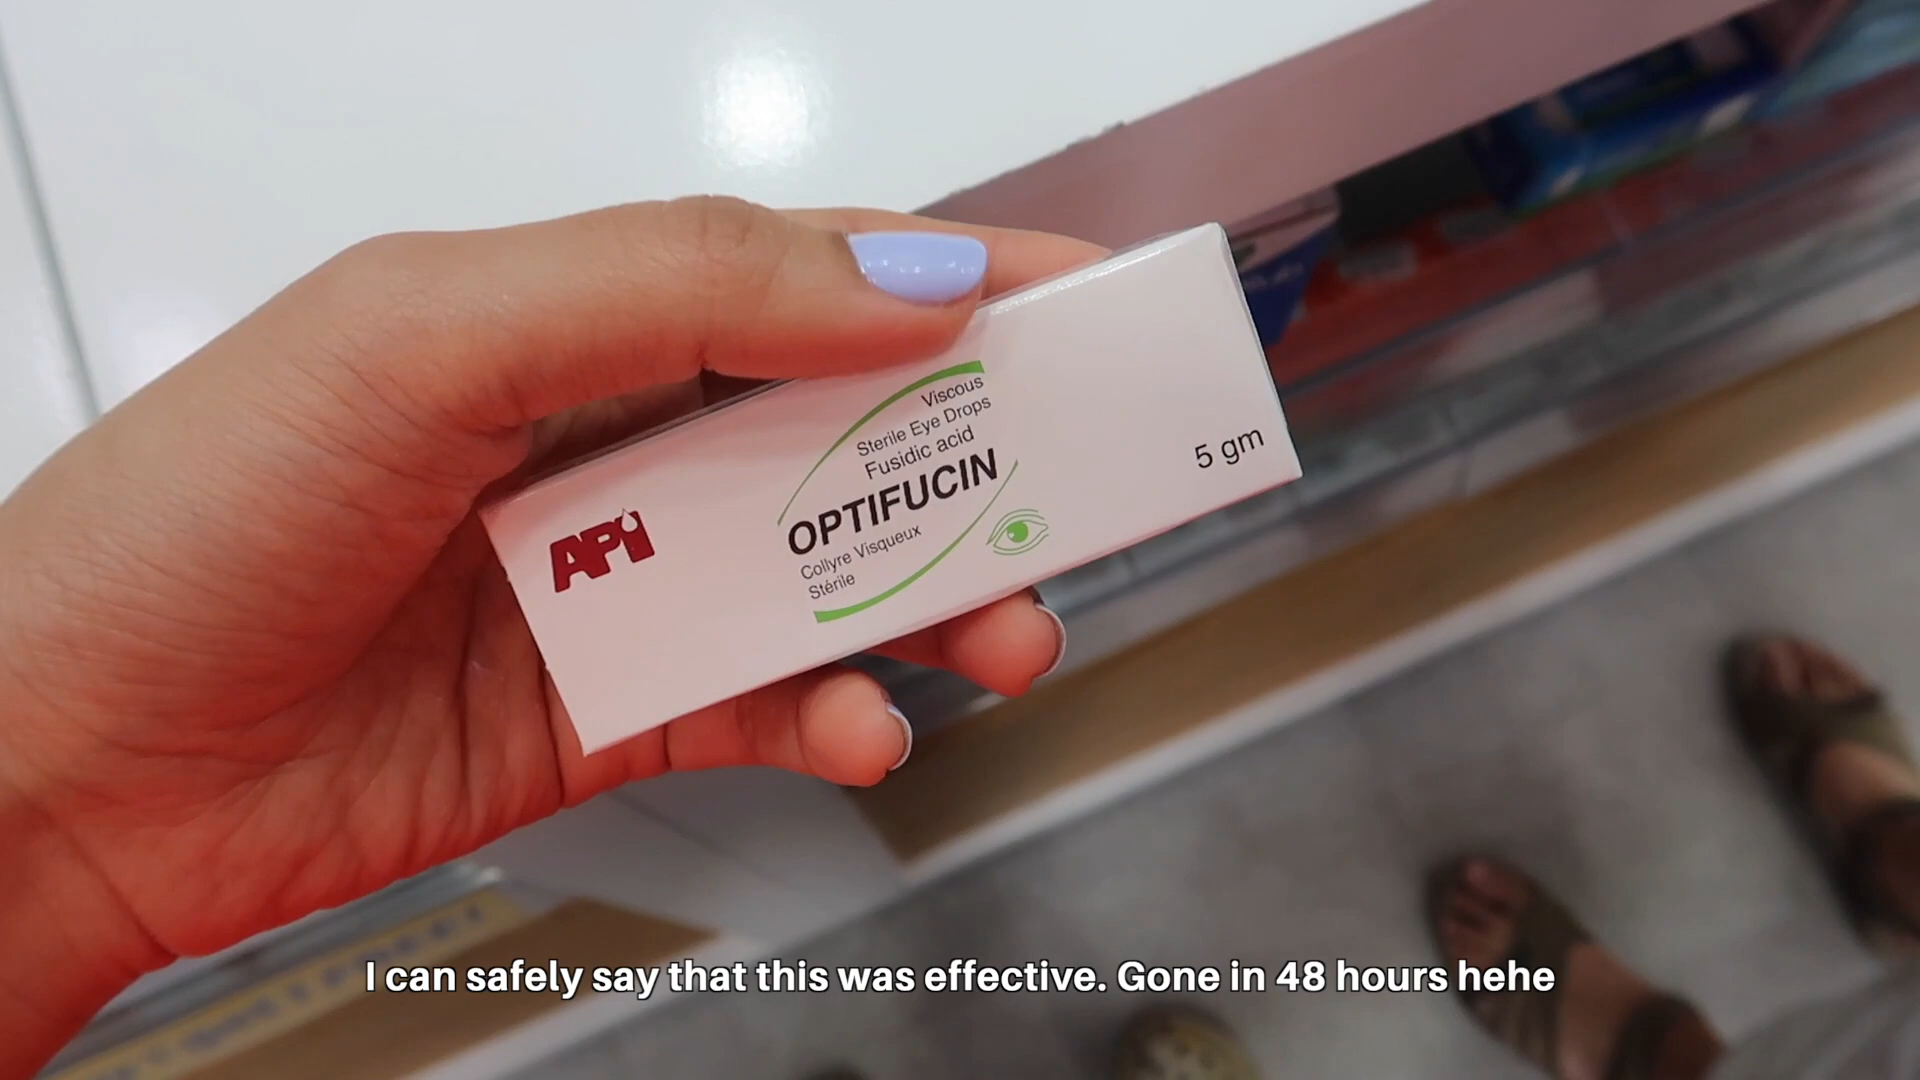 Viscous
Sterile Eye Drops
Fusidic acid
OPTIFUCIN
Collyre Visqueux
Stérile
API
5 gm
I can safely say that this was effective. Gone in 48 hours hehe